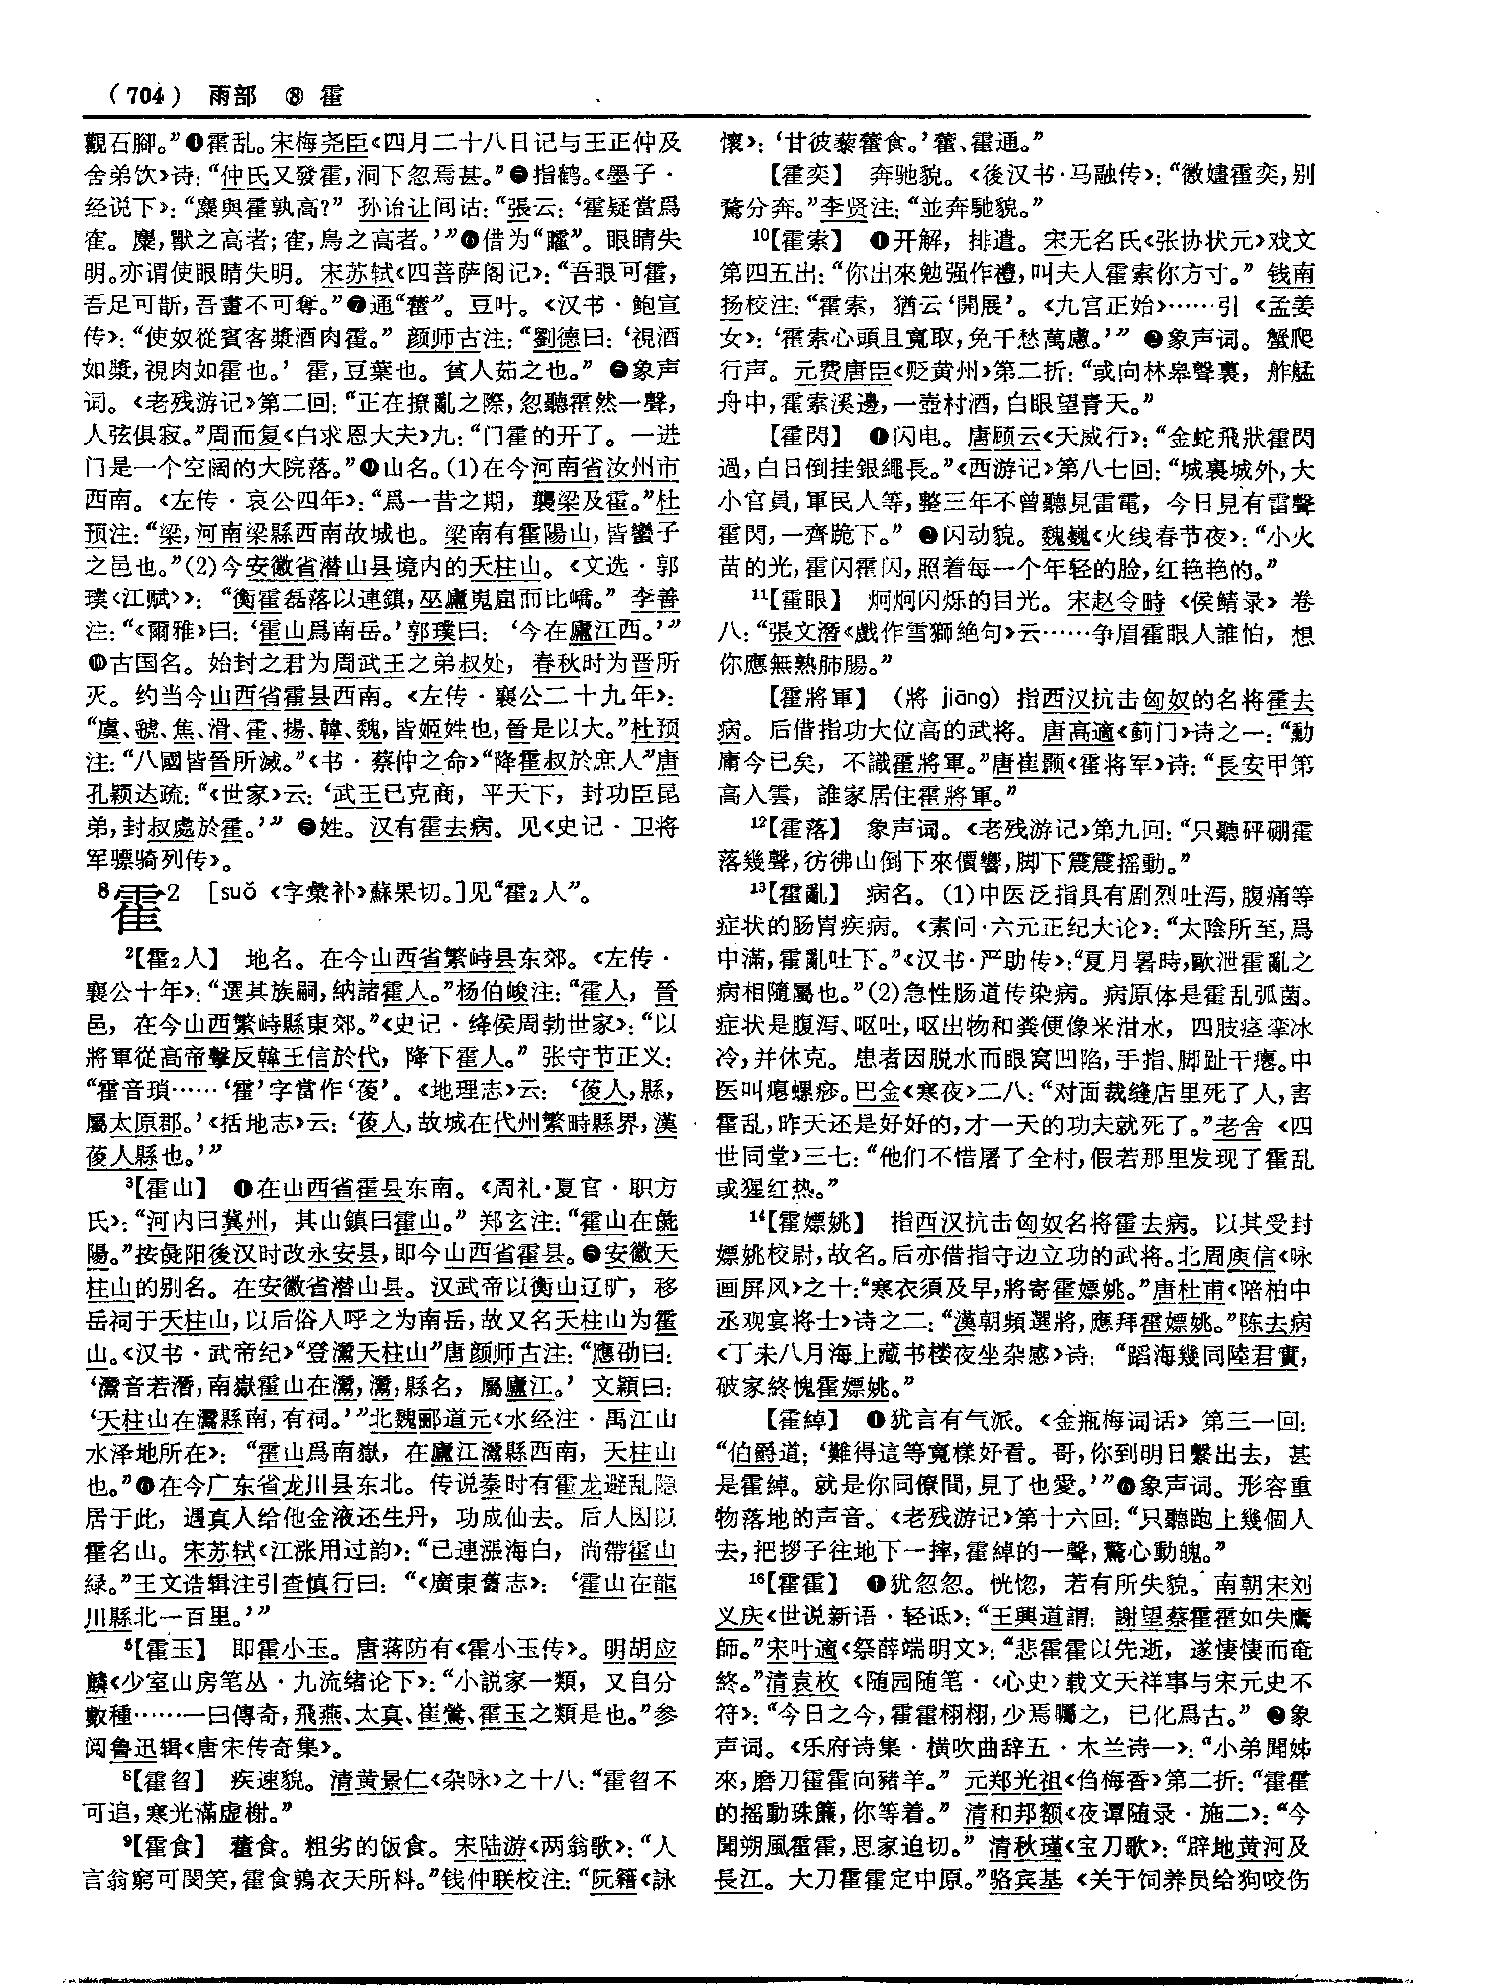 （704） 雨部 ⑧ 霍
觀石腳。”❹霍乱。宋梅尧臣《四月二十八日记与王正仲及
舍弟饮》诗：“仲氏又發霍，洞下忽焉甚。”❺指鹤。《墨子·
经说下》：“麋與霍孰高？” 孙诒让间诂：“張云：‘霍疑當爲
隺。麋，獸之高者；隺，鳥之高者。’”❻借为“矐”。眼睛失
明。亦谓使眼睛失明。 宋苏轼《四菩萨阁记》：“吾眼可霍，
吾足可斮，吾畫不可奪。”❼通“藿”。豆叶。《汉书·鲍宣
传》：“使奴從賓客漿酒肉霍。” 颜师古注：“劉德曰：‘視酒
如漿，視肉如霍也。’霍，豆葉也。貧人茹之也。” ❽象声
词。《老残游记》第二回：“正在撩亂之際，忽聽霍然一聲，
人弦俱寂。”周而复《白求恩大夫》九：“门霍的开了。一进
门是一个空阔的大院落。”❾山名。（1）在今河南省汝州市
西南。《左传·哀公四年》：“爲一昔之期，襲梁及霍。”杜
预注：“梁，河南梁縣西南故城也。梁南有霍陽山，皆蠻子
之邑也。”（2）今安徽省潜山县境内的天柱山。《文选·郭
璞〈江赋〉》：“衡霍磊落以連鎮，巫廬嵬崫而比嶠。” 李善
注：“《爾雅》曰：‘霍山爲南岳。’郭璞曰：‘今在廬江西。’”
❿古国名。始封之君为周武王之弟叔处，春秋时为晋所
灭。约当今山西省霍县西南。《左传·襄公二十九年》：
“虞、虢、焦、滑、霍、揚、韓、魏，皆姬姓也，晉是以大。”杜预
注：“八國皆晉所滅。”《书·蔡仲之命》“降霍叔於庶人”唐
孔颖达疏：“《世家》云：‘武王已克商，平天下，封功臣昆
弟，封叔處於霍。’” ⓫姓。汉有霍去病。见《史记·卫将
军骠骑列传》。
8霍2 [suǒ 《字彙补》蘇果切。]见“霍2人”。
2【霍2人】 地名。在今山西省繁峙县东郊。《左传·
襄公十年》：“選其族嗣，納諸霍人。”杨伯峻注：“霍人，晉
邑，在今山西繁峙縣東郊。”《史记·绛侯周勃世家》：“以
將軍從高帝擊反韓王信於代，降下霍人。” 张守节正义：
“霍音瑣……‘霍’字當作‘葰’。《地理志》云：‘葰人，縣，
屬太原郡。’《括地志》云：‘葰人，故城在代州繁畤縣界，漢
葰人縣也。’”
3【霍山】 ❶在山西省霍县东南。《周礼·夏官·职方
氏》：“河内曰冀州，其山鎮曰霍山。”郑玄注：“霍山在彘
陽。”按彘阳後汉时改永安县，即今山西省霍县。❷安徽天
柱山的别名。在安徽省潜山县。汉武帝以衡山辽旷，移
岳祠于天柱山，以后俗人呼之为南岳，故又名天柱山为霍
山。《汉书·武帝纪》“登灊天柱山”唐颜师古注：“應劭曰：
‘灊音若潛，南嶽霍山在灊，灊，縣名，屬廬江。’文穎曰：
‘天柱山在灊縣南，有祠。’”北魏郦道元《水经注·禹江山
水泽地所在》：“霍山爲南嶽，在廬江灊縣西南，天柱山
也。”❸在今广东省龙川县东北。传说秦时有霍龙避乱隐
居于此，遇真人给他金液还生丹，功成仙去。后人因以
霍名山。宋苏轼《江涨用过韵》：“已連漲海白，尚帶霍山
緑。”王文诰辑注引查慎行曰：“《廣東舊志》：‘霍山在龍
川縣北一百里。’”
5【霍玉】 即霍小玉。唐蒋防有《霍小玉传》。明胡应
麟《少室山房笔丛·九流绪论下》：“小説家一類，又自分
數種……一曰傳奇，飛燕、太真、崔鶯、霍玉之類是也。”参
阅鲁迅辑《唐宋传奇集》。
8【霍曶】 疾速貌。清黄景仁《杂咏》之十八：“霍曶不
可追，寒光滿虚榭。”
9【霍食】 藿食。粗劣的饭食。宋陆游《两翁歌》：“人
言翁窮可閔笑，霍食鶉衣天所料。”钱仲联校注：“阮籍《詠
懷》：‘甘彼藜藿食。’藿、霍通。”
【霍奕】 奔驰貌。《後汉书·马融传》：“徽嫿霍奕，别
騖分奔。”李贤注：“並奔馳貌。”
10【霍索】 ❶开解，排遣。宋无名氏《张协状元》戏文
第四五出：“你出來勉强作禮，叫夫人霍索你方寸。” 钱南
扬校注：“霍索，猶云‘開展’。《九宫正始》……引《孟姜
女》：‘霍索心頭且寬取，免千愁萬慮。’” ❷象声词。蟹爬
行声。元费唐臣《贬黄州》第二折：“或向林皋聲裏，舴艋
舟中，霍索溪邊，一壺村酒，白眼望青天。”
【霍閃】 ❶闪电。唐顾云《天威行》：“金蛇飛狀霍閃
過，白日倒挂銀繩長。”《西游记》第八七回：“城裏城外，大
小官員，軍民人等，整三年不曾聽見雷電，今日見有雷聲
霍閃，一齊跪下。” ❷闪动貌。魏巍《火线春节夜》：“小火
苗的光，霍闪霍闪，照着每一个年轻的脸，红艳艳的。”
11【霍眼】 炯炯闪烁的目光。宋赵令畤《侯鲭录》卷
八：“張文潛《戲作雪獅絶句》云……争眉霍眼人誰怕，想
你應無熟肺腸。”
【霍將軍】（將 jiāng）指西汉抗击匈奴的名将霍去
病。后借指功大位高的武将。唐高適《蓟门》诗之一：“勳
庸今已矣，不識霍將軍。”唐崔颢《霍将军》诗：“長安甲第
高入雲，誰家居住霍將軍。”
12【霍落】 象声词。《老残游记》第九回：“只聽砰硼霍
落幾聲，彷彿山倒下來價響，脚下震震摇動。”
13【霍亂】 病名。（1）中医泛指具有剧烈吐泻，腹痛等
症状的肠胃疾病。《素问·六元正纪大论》：“太陰所至，爲
中滿，霍亂吐下。”《汉书·严助传》：“夏月暑時，歐泄霍亂之
病相隨屬也。”（2）急性肠道传染病。病原体是霍乱弧菌。
症状是腹泻、呕吐，呕出物和粪便像米泔水，四肢痉挛冰
冷，并休克。患者因脱水而眼窝凹陷，手指、脚趾干瘪。中
医叫瘪螺痧。巴金《寒夜》二八：“对面裁缝店里死了人，害
霍乱，昨天还是好好的，才一天的功夫就死了。”老舍《四
世同堂》三七：“他们不惜屠了全村，假若那里发现了霍乱
或猩红热。”
14【霍嫖姚】 指西汉抗击匈奴名将霍去病。以其受封
嫖姚校尉，故名。后亦借指守边立功的武将。北周庾信《咏
画屏风》之十：“寒衣須及早，將寄霍嫖姚。”唐杜甫《陪柏中
丞观宴将士》诗之二：“漢朝頻選將，應拜霍嫖姚。”陈去病
《丁未八月海上藏书楼夜坐杂感》诗：“蹈海幾同陸君實，
破家終愧霍嫖姚。”
【霍綽】 ❶犹言有气派。《金瓶梅词话》第三一回：
“伯爵道：‘難得這等寬樣好看。哥，你到明日繫出去，甚
是霍綽。就是你同僚間，見了也愛。’”❷象声词。形容重
物落地的声音。《老残游记》第十六回：“只聽跑上幾個人
去，把拶子往地下一摔，霍綽的一聲，驚心動魄。”
16【霍霍】 ❶犹忽忽。恍惚，若有所失貌。南朝宋刘
义庆《世说新语·轻诋》：“王興道謂：謝望蔡霍霍如失鷹
師。”宋叶適《祭薛端明文》：“悲霍霍以先逝，遂悽悽而奄
終。”清袁枚《随园随笔·〈心史〉载文天祥事与宋元史不
符》：“今日之今，霍霍栩栩，少焉矚之，已化爲古。” ❷象
声词。《乐府诗集·横吹曲辞五·木兰诗一》：“小弟聞姊
來，磨刀霍霍向豬羊。” 元郑光祖《㑇梅香》第二折：“霍霍
的摇動珠簾，你等着。” 清和邦额《夜谭随录·施二》：“今
聞朔風霍霍，思家迫切。” 清秋瑾《宝刀歌》：“辟地黄河及
長江。大刀霍霍定中原。”骆宾基《关于饲养员给狗咬伤